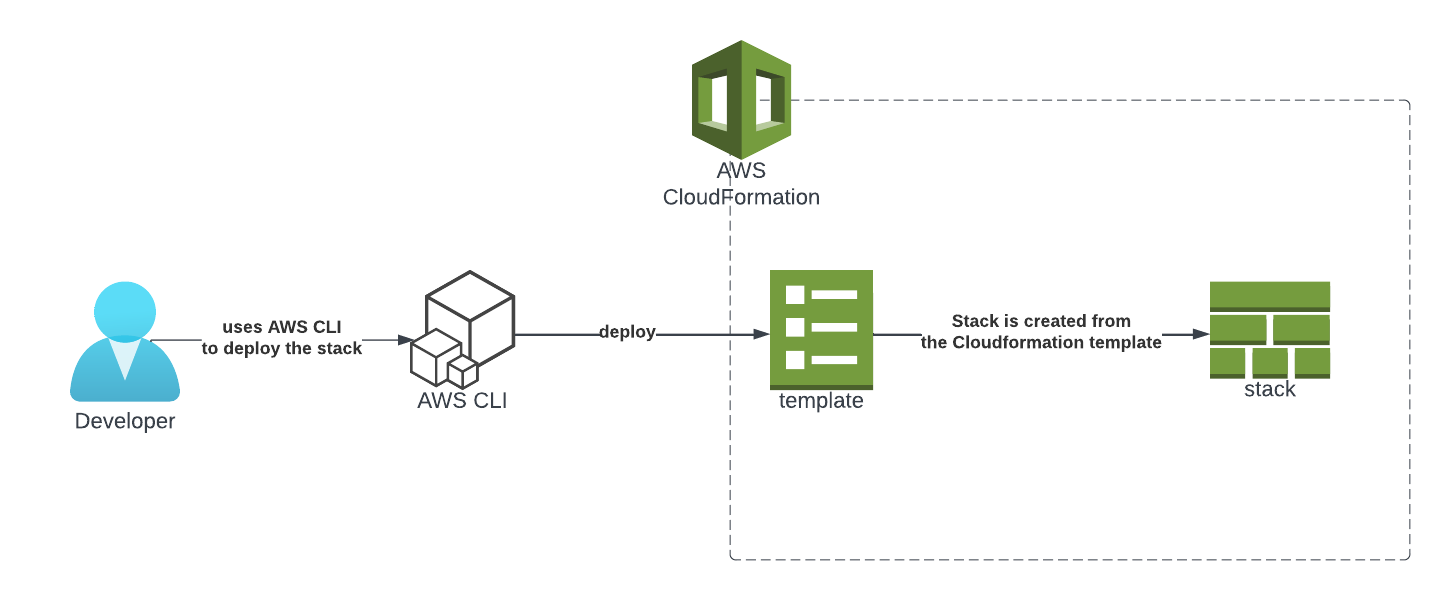 AWS
CloudFormation
uses AWS CLI
to deploy the stack
deploy
Stack is created from
the Cloudformation template
Developer
AWS CLI
template
stack